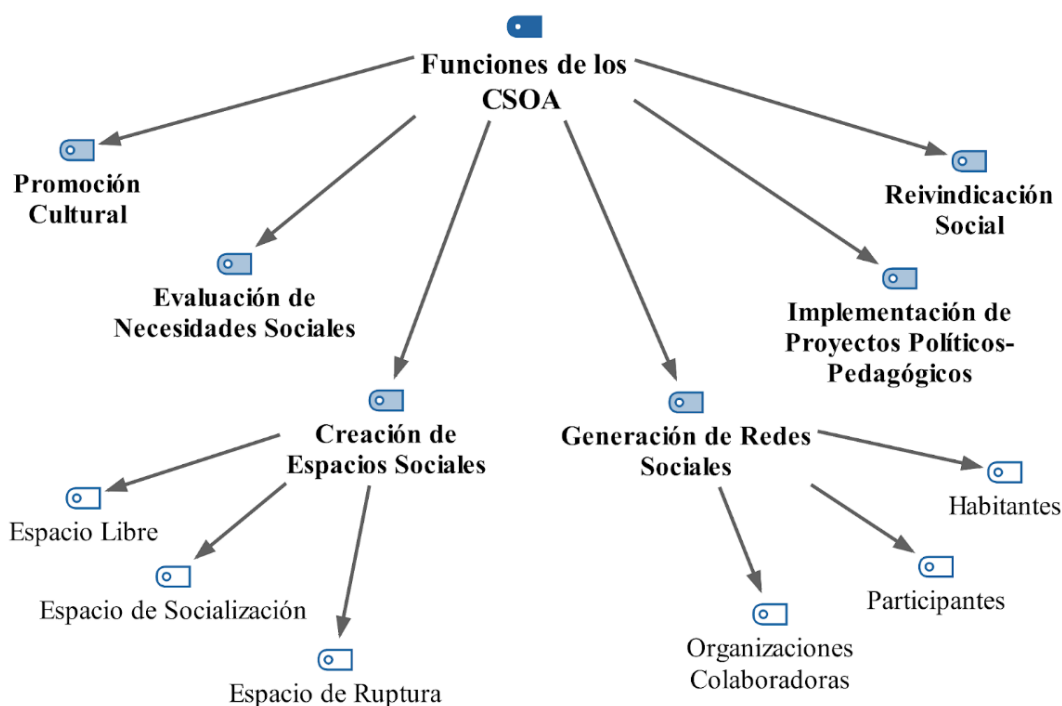 Funciones de los
CSOA
Promoción
Cultural
Reivindicación
Social
Evaluación de
Necesidades Sociales
Implementación de
Proyectos Políticos-
Pedagógicos
Creación de
Espacios Sociales
Generación de Redes
Sociales
Espacio Libre
Espacio de Socialización
Espacio de Ruptura
Organizaciones
Colaboradoras
Participantes
Habitantes